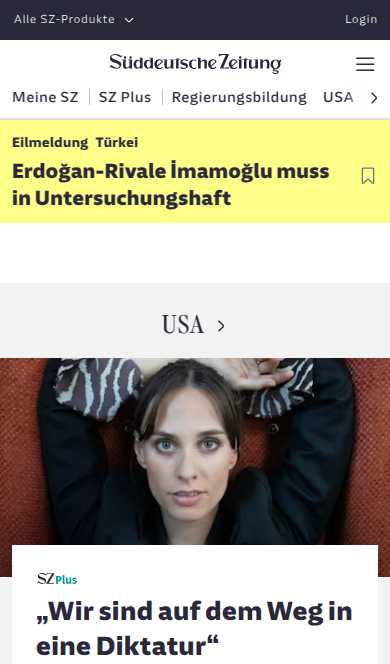 Alle SZ-Produkte
Login
Süddeutsche Zeitung
Meine SZ
SZ Plus
Regierungsbildung
USA
Eilmeldung Türkei
Erdoğan-Rivale İmamoğlu muss
in Untersuchungshaft
USA
SZ Plus
„Wir sind auf dem Weg in
eine Diktatur“